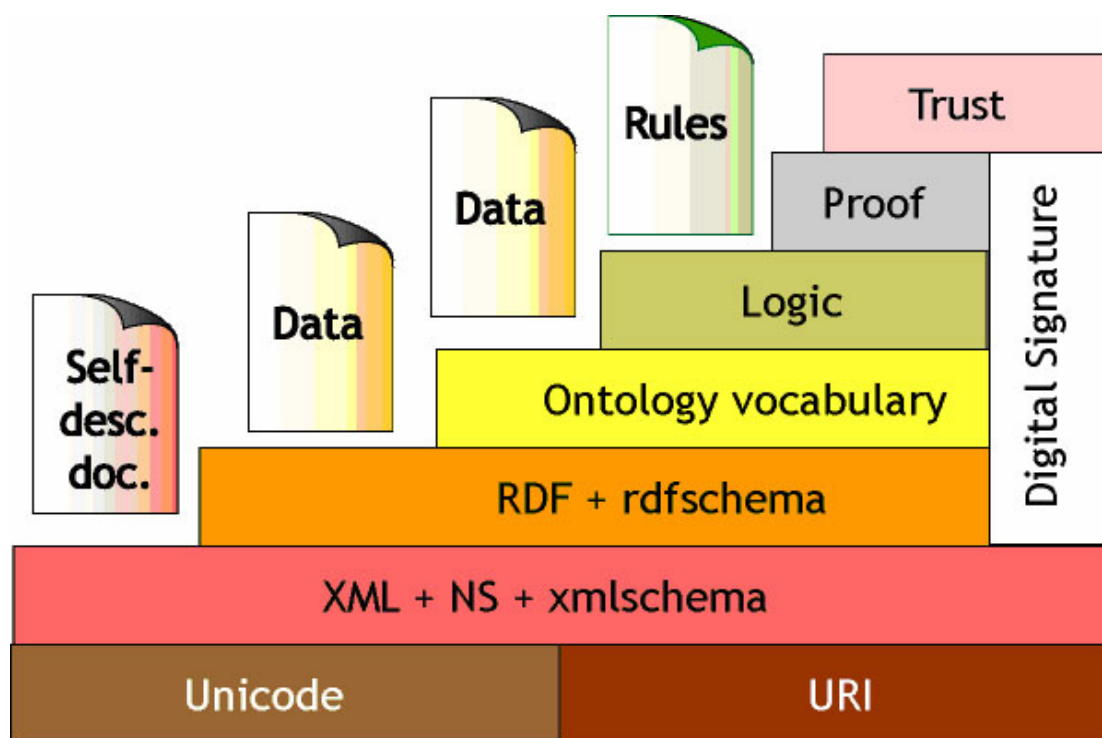 Trust
Rules
Proof
Data
Logic
Data
Ontology vocabulary
Digital Signature
Self-
desc.
doc.
RDF + rdfschema
XML + NS + xmlschema
Unicode
URI